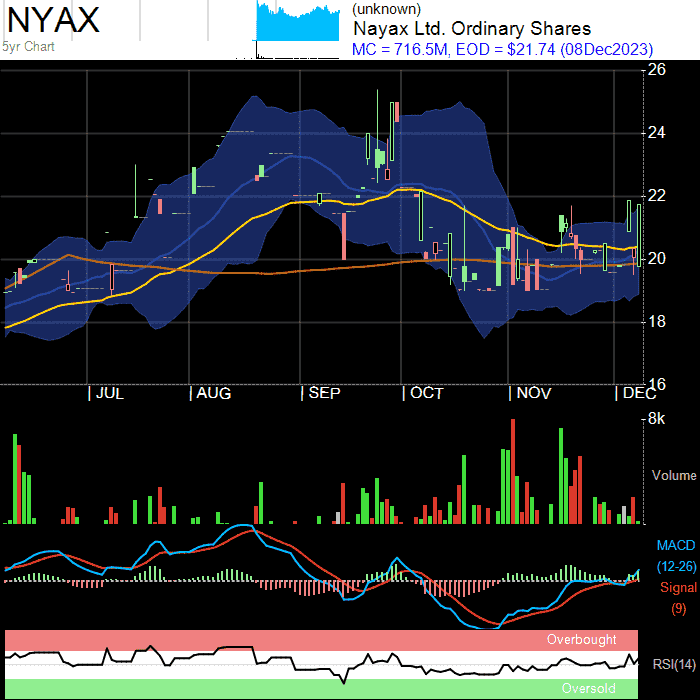 NYAX
5yr Chart
(unknown)
Nayax Ltd. Ordinary Shares
MC = 716.5M, EOD = $21.74 (08Dec2023)
26
24
22
20
18
16
JUL AUG SEP OCT NOV DEC
8k
Volume
MACD
(12-26)
Signal
(9)
Overbought
RSI(14)
Oversold